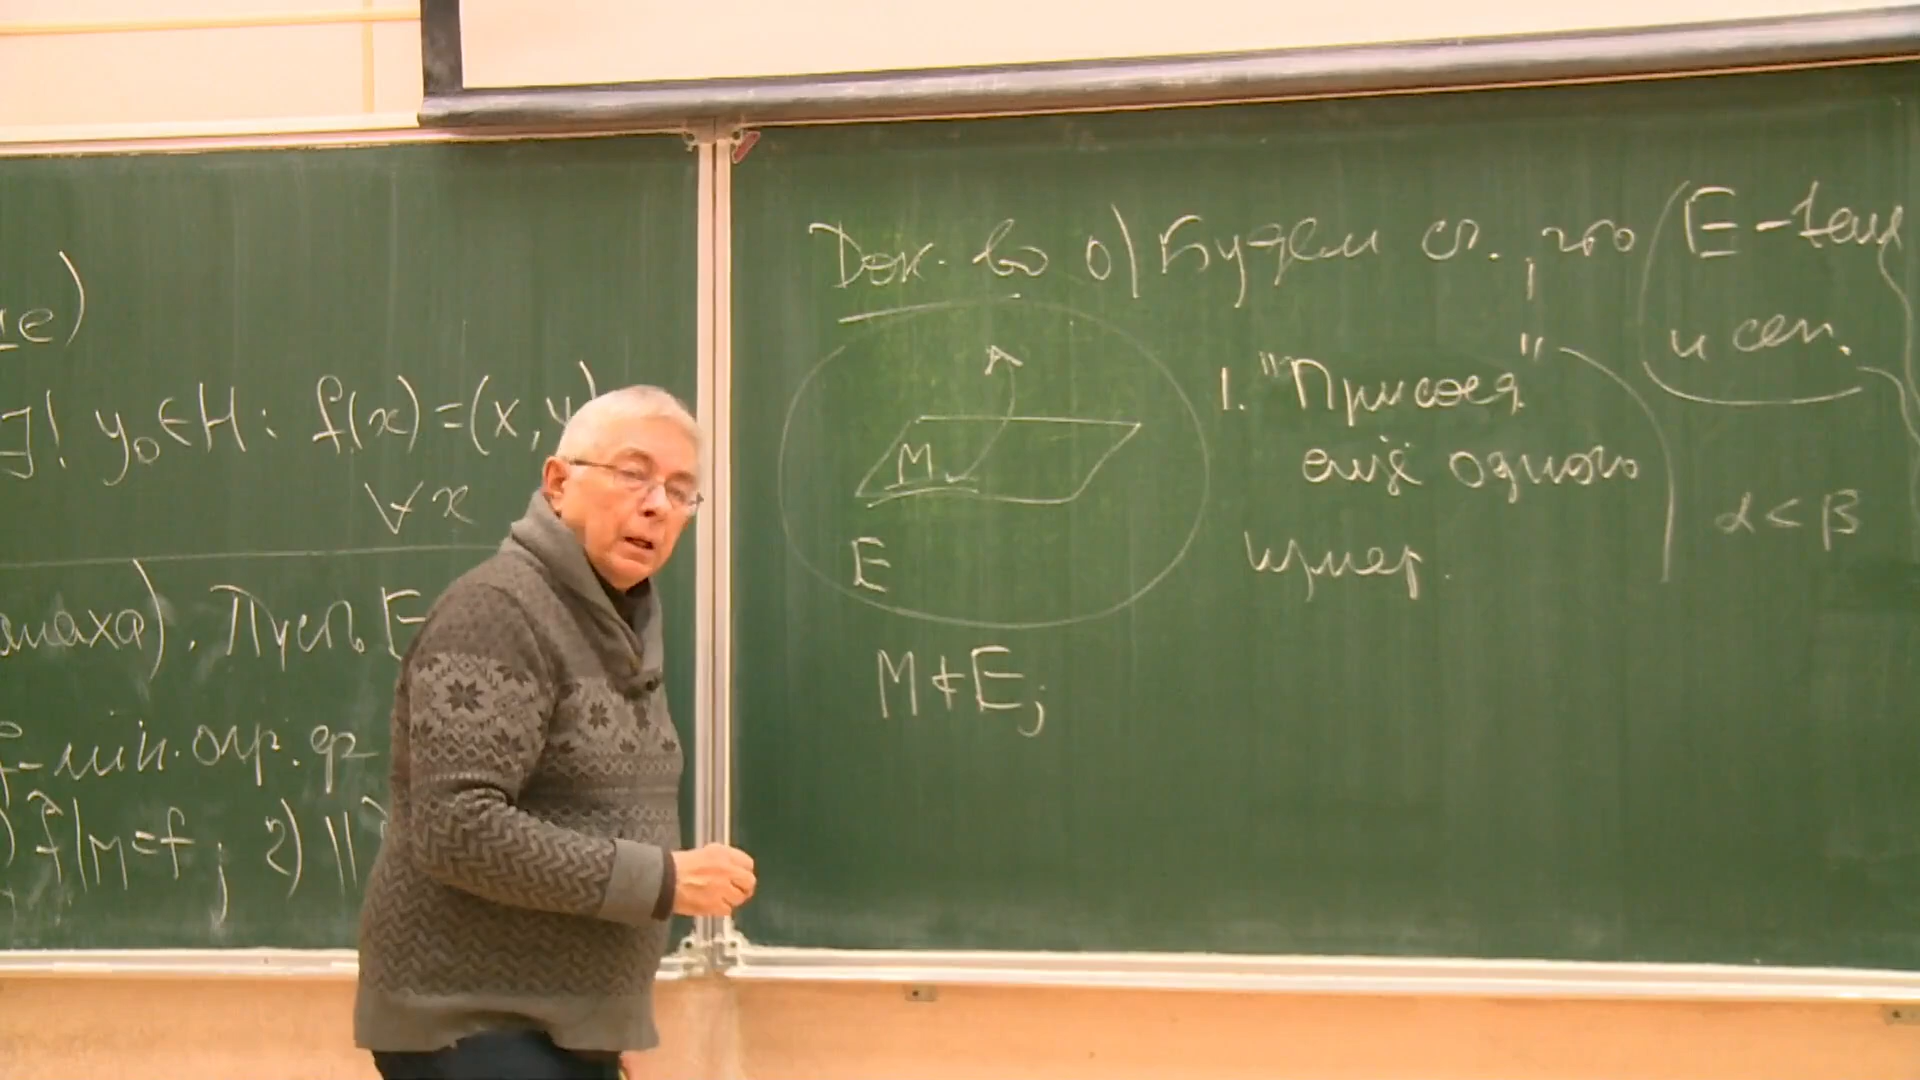 е)
∃! y₀∈H: f(x)=(x,y
∀x
анаха). Пусть E
f-лин. огр. ф
) f̃|M=f; 2) ||
Док-во 0) Будем сч., что E-вещ
и сеп.
M
E
M≠E;
1. "Присоед."
ещё одного
измер.
α<β